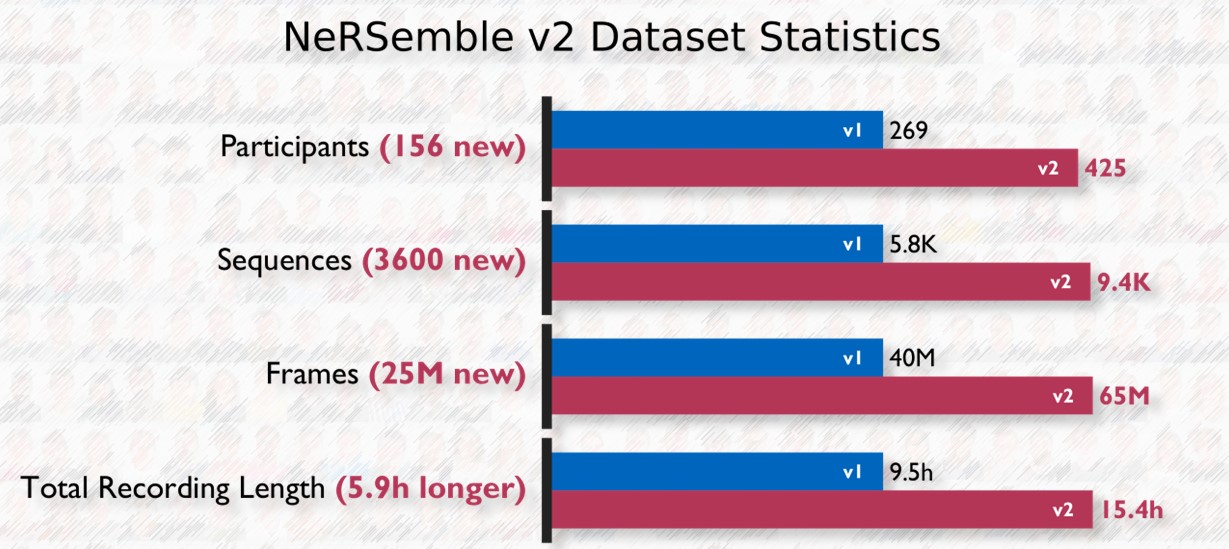 NeRSemble v2 Dataset Statistics
Participants (156 new)
v1 269
v2 425
Sequences (3600 new)
v1 5.8K
v2 9.4K
Frames (25M new)
v1 40M
v2 65M
Total Recording Length (5.9h longer)
v1 9.5h
v2 15.4h